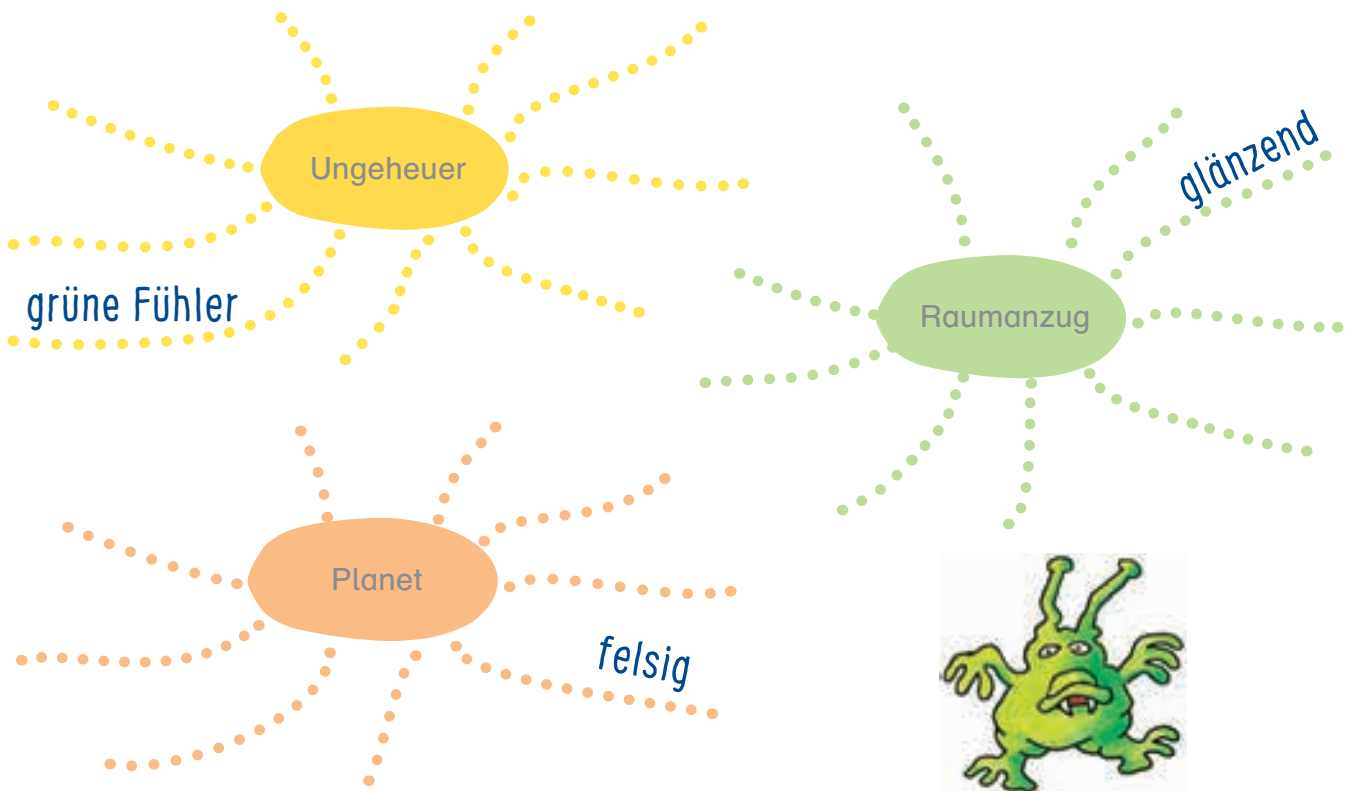 Ungeheuer
grüne Fühler
glänzend
Raumanzug
Planet
felsig